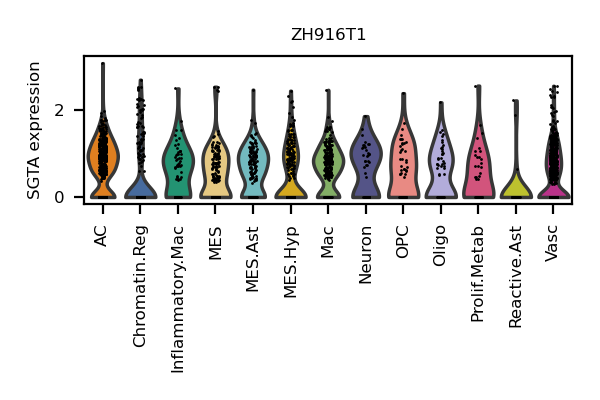 ZH916T1
SGTA expression
2
0
AC
Chromatin.Reg
Inflammatory.Mac
MES
MES.Ast
MES.Hyp
Mac
Neuron
OPC
Oligo
Prolif.Metab
Reactive.Ast
Vasc